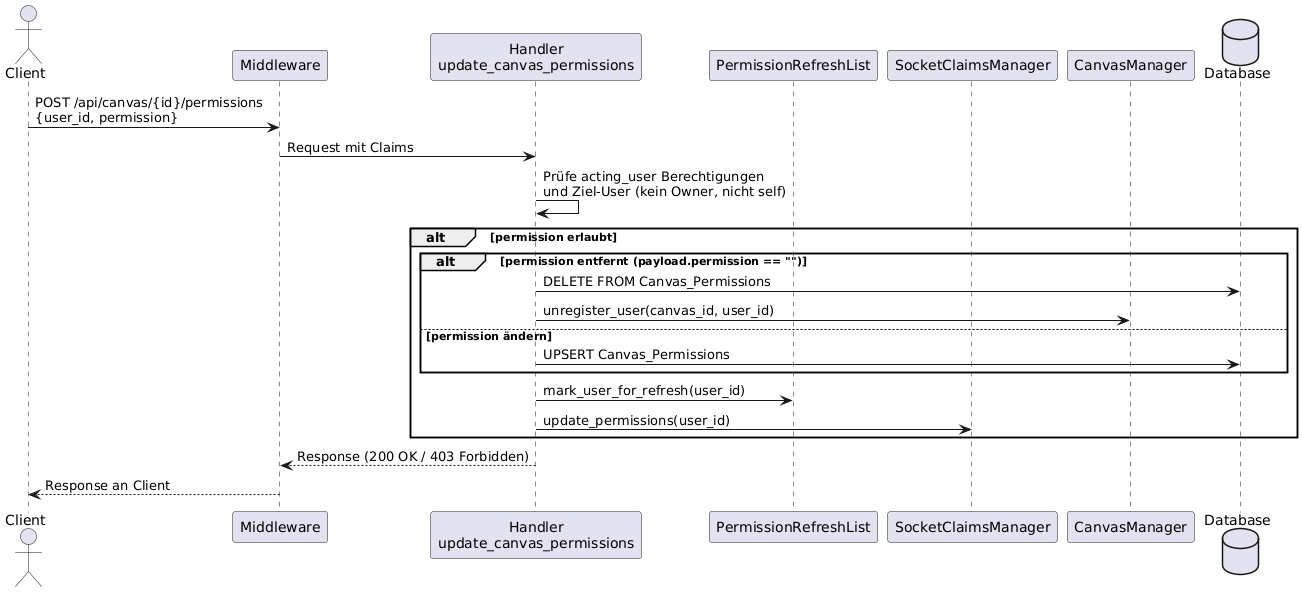 Client
Middleware
Handler
update_canvas_permissions
PermissionRefreshList
SocketClaimsManager
CanvasManager
Database
POST /api/canvas/{id}/permissions
{user_id, permission}
Request mit Claims
Prüfe acting_user Berechtigungen
und Ziel-User (kein Owner, nicht self)
alt [permission erlaubt]
alt [permission entfernt (payload.permission == "")]
DELETE FROM Canvas_Permissions
unregister_user(canvas_id, user_id)
[permission ändern]
UPSERT Canvas_Permissions
mark_user_for_refresh(user_id)
update_permissions(user_id)
Response (200 OK / 403 Forbidden)
Response an Client
Client
Middleware
Handler
update_canvas_permissions
PermissionRefreshList
SocketClaimsManager
CanvasManager
Database